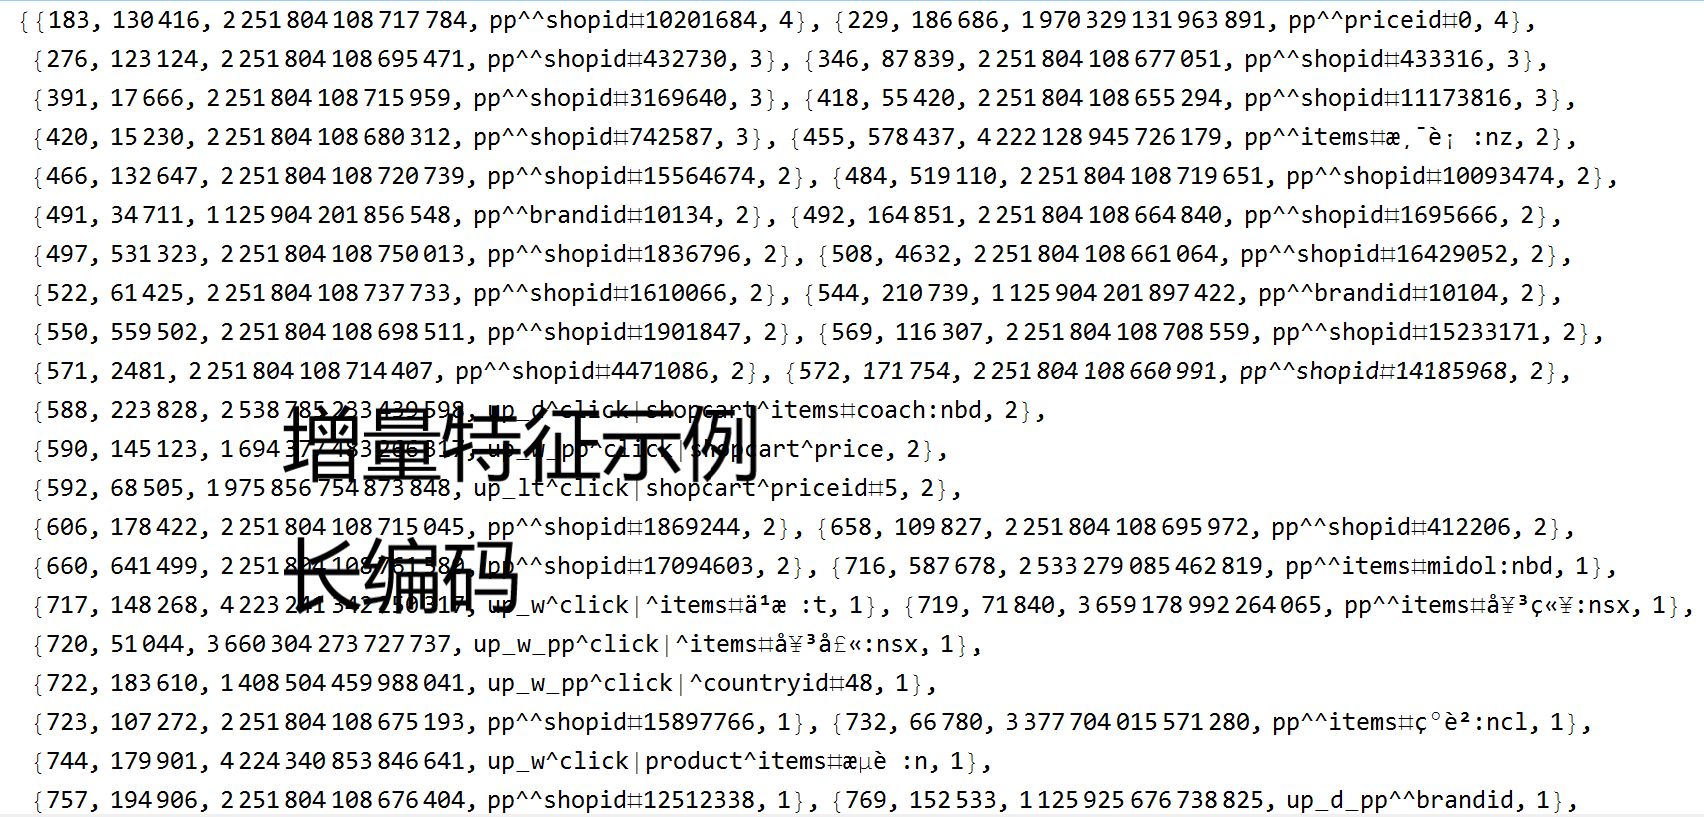 {{183, 130 416, 2 251 804 108 717 784, pp^^shopid#10201684, 4}, {229, 186 686, 1 970 329 131 963 891, pp^^priceid#0, 4},
{276, 123 124, 2 251 804 108 695 471, pp^^shopid#432730, 3}, {346, 87 839, 2 251 804 108 677 051, pp^^shopid#433316, 3},
{391, 17 666, 2 251 804 108 715 959, pp^^shopid#3169640, 3}, {418, 55 420, 2 251 804 108 655 294, pp^^shopid#11173816, 3},
{420, 15 230, 2 251 804 108 680 312, pp^^shopid#742587, 3}, {455, 578 437, 4 222 128 945 726 179, pp^^items#æ¸¯è¡ :nz, 2},
{466, 132 647, 2 251 804 108 720 739, pp^^shopid#15564674, 2}, {484, 519 110, 2 251 804 108 719 651, pp^^shopid#10093474, 2},
{491, 34 711, 1 125 904 201 856 548, pp^^brandid#10134, 2}, {492, 164 851, 2 251 804 108 664 840, pp^^shopid#1695666, 2},
{497, 531 323, 2 251 804 108 750 013, pp^^shopid#1836796, 2}, {508, 4632, 2 251 804 108 661 064, pp^^shopid#16429052, 2},
{522, 61 425, 2 251 804 108 737 733, pp^^shopid#1610066, 2}, {544, 210 739, 1 125 904 201 897 422, pp^^brandid#10104, 2},
{550, 559 502, 2 251 804 108 698 511, pp^^shopid#1901847, 2}, {569, 116 307, 2 251 804 108 708 559, pp^^shopid#15233171, 2},
{571, 2481, 2 251 804 108 714 407, pp^^shopid#4471086, 2}, {572, 171 754, 2 251 804 108 660 991, pp^^shopid#14185968, 2},
{588, 223 828, 2 538 785 233 439 598, up_d^click|shopcart^items#coach:nbd, 2},
增量特征示例
{590, 145 123, 1 694 377 483 266 317, up_w_pp^click|shopcart^price, 2},
{592, 68 505, 1 975 856 754 873 848, up_lt^click|shopcart^priceid#5, 2},
{606, 178 422, 2 251 804 108 715 045, pp^^shopid#1869244, 2}, {658, 109 827, 2 251 804 108 695 972, pp^^shopid#412206, 2},
长编码
{660, 641 499, 2 251 804 108 761 580, pp^^shopid#17094603, 2}, {716, 587 678, 2 533 279 085 462 819, pp^^items#midol:nbd, 1},
{717, 148 268, 4 223 241 342 250 317, up_w^click|^items#ä¹æ :t, 1}, {719, 71 840, 3 659 178 992 264 065, pp^^items#å¥³ç«¥:nsx, 1},
{720, 51 044, 3 660 304 273 727 737, up_w_pp^click|^items#å¥³å£«:nsx, 1},
{722, 183 610, 1 408 504 459 988 041, up_w_pp^click|^countryid#48, 1},
{723, 107 272, 2 251 804 108 675 193, pp^^shopid#15897766, 1}, {732, 66 780, 3 377 704 015 571 280, pp^^items#ç°è²:ncl, 1},
{744, 179 901, 4 224 340 853 846 641, up_w^click|product^items#æµè :n, 1},
{757, 194 906, 2 251 804 108 676 404, pp^^shopid#12512338, 1}, {769, 152 533, 1 125 925 676 738 825, up_d_pp^^brandid, 1},